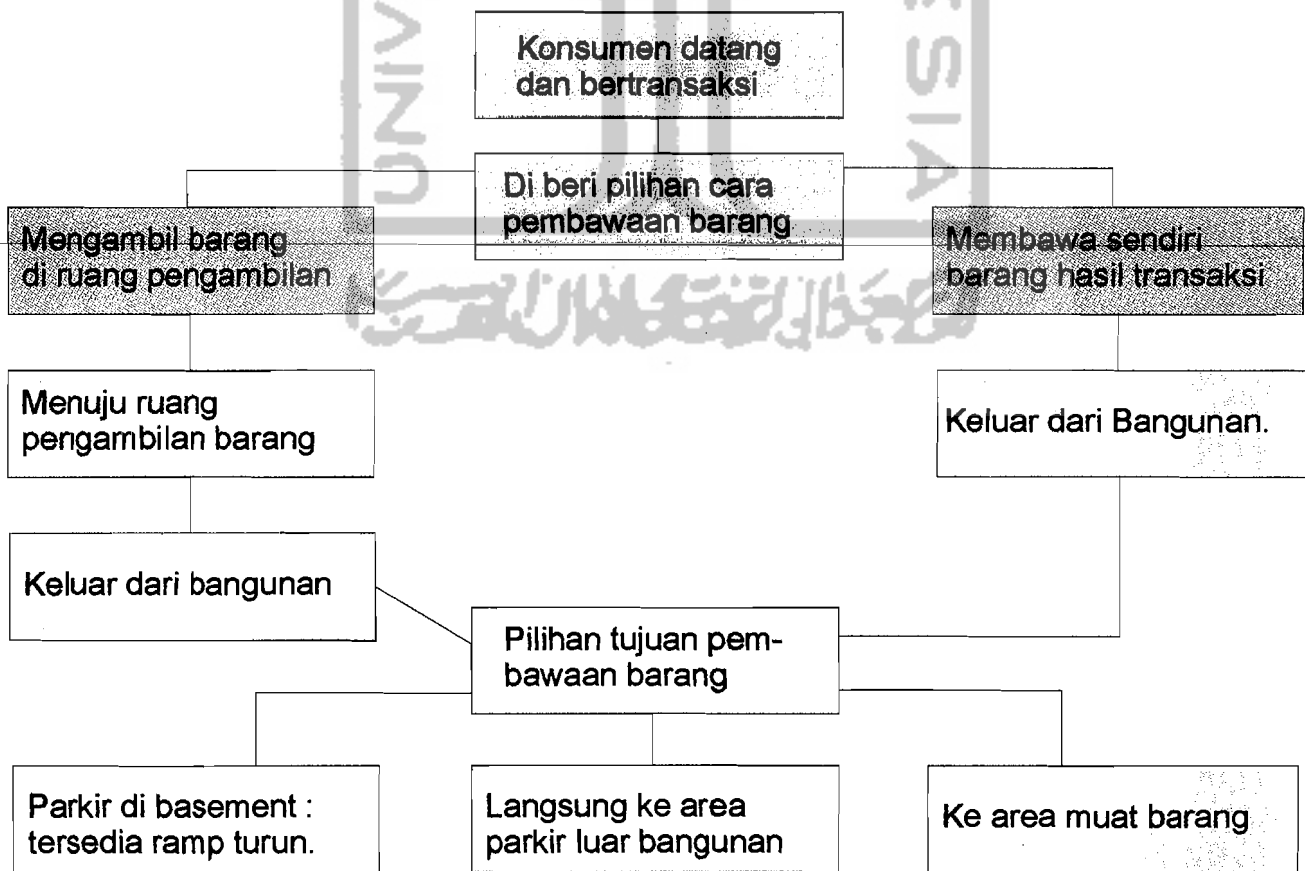 Konsumen datang
dan bertransaksi
Di beri pilihan cara
pembawaan barang
Mengambil barang
di ruang pengambilan
Membawa sendiri
barang hasil transaksi
Menuju ruang
pengambilan barang
Keluar dari Bangunan.
Keluar dari bangunan
Pilihan tujuan pem-
bawaan barang
Parkir di basement :
tersedia ramp turun.
Langsung ke area
parkir luar bangunan
Ke area muat barang